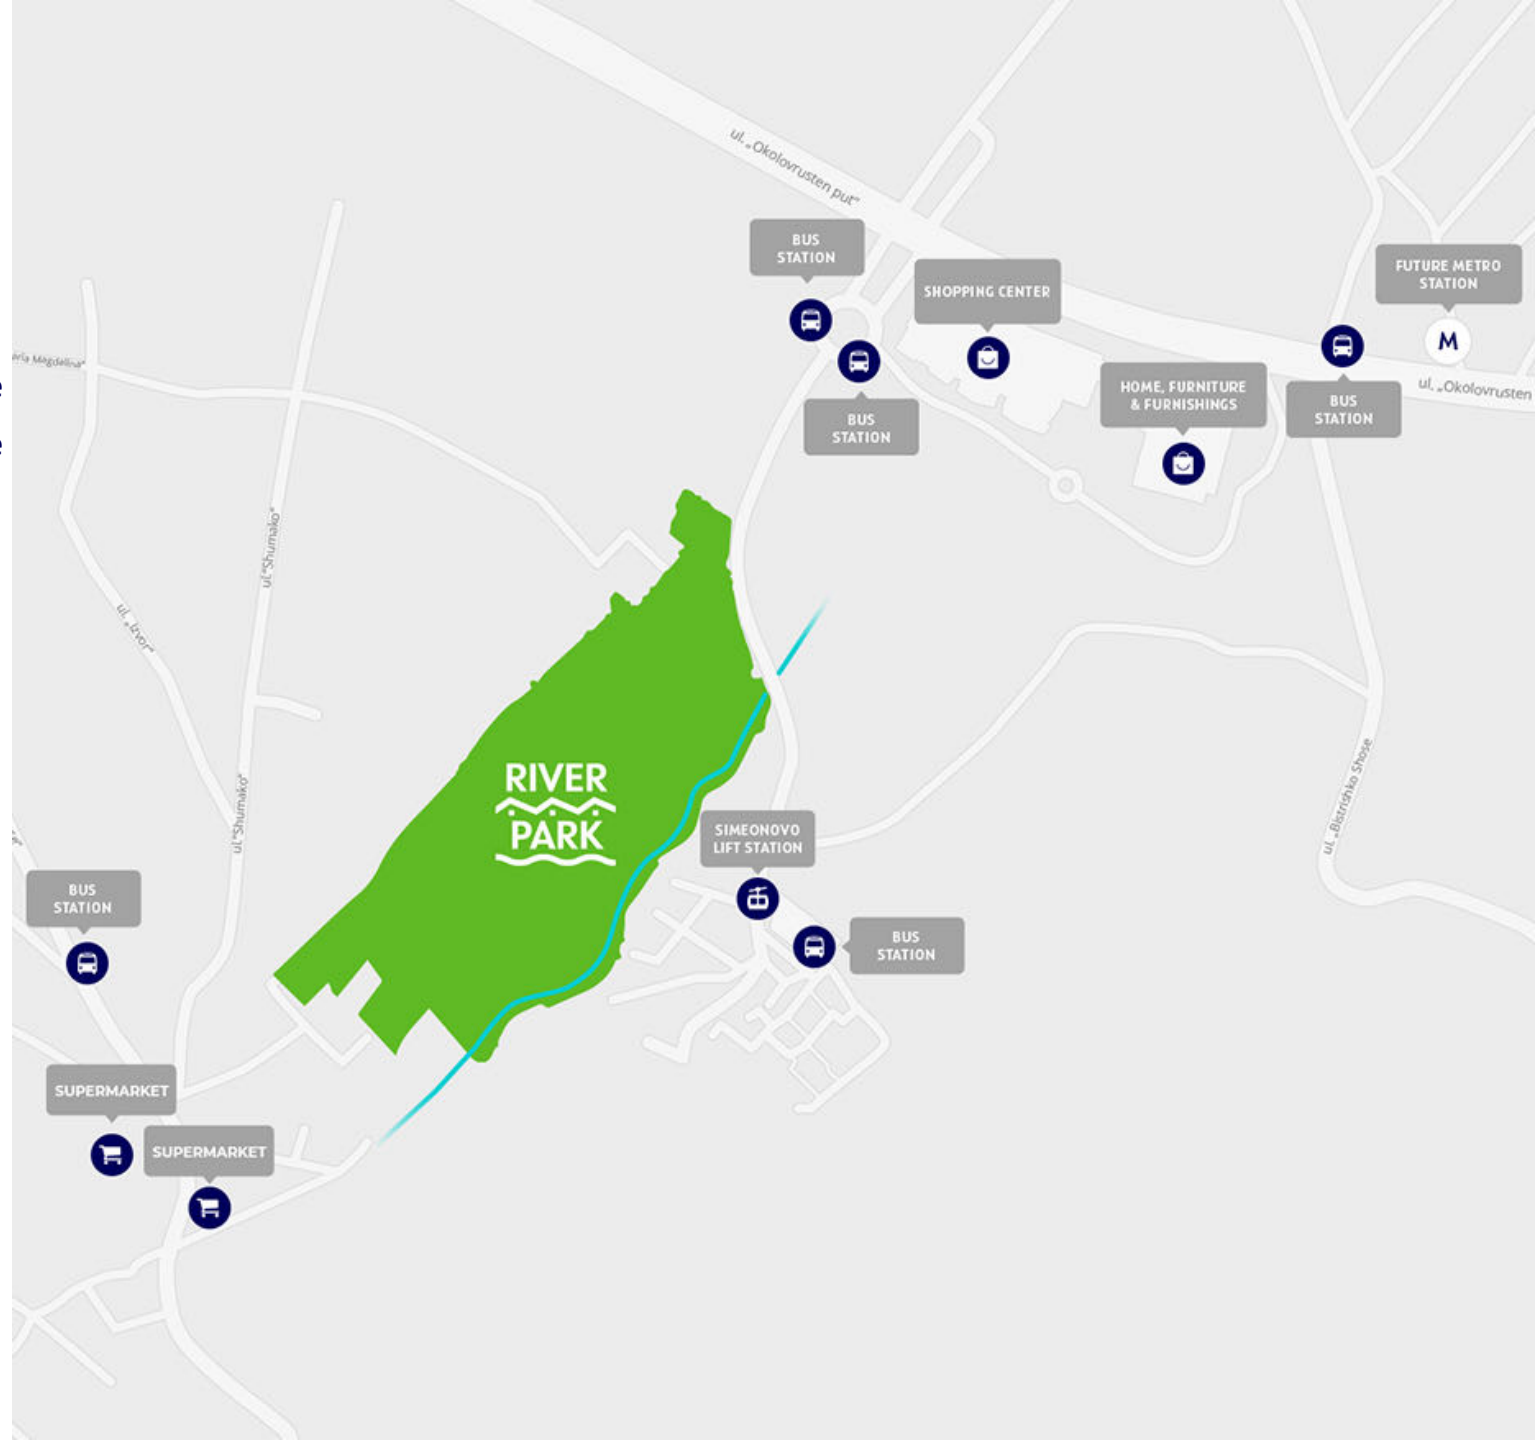 ul. „Okolovrusten put“
BUS
STATION
SHOPPING CENTER
FUTURE METRO
STATION
M
BUS
STATION
HOME, FURNITURE
& FURNISHINGS
BUS
STATION
ul. „Okolovrusten
Magdelina“
e
e
ul.“Shumako“
ul. „Izvor“
RIVER
PARK
ul.“Shumako“
SIMEONOVO
LIFT STATION
ul. „Bistrishko Shose
BUS
STATION
BUS
STATION
SUPERMARKET
SUPERMARKET